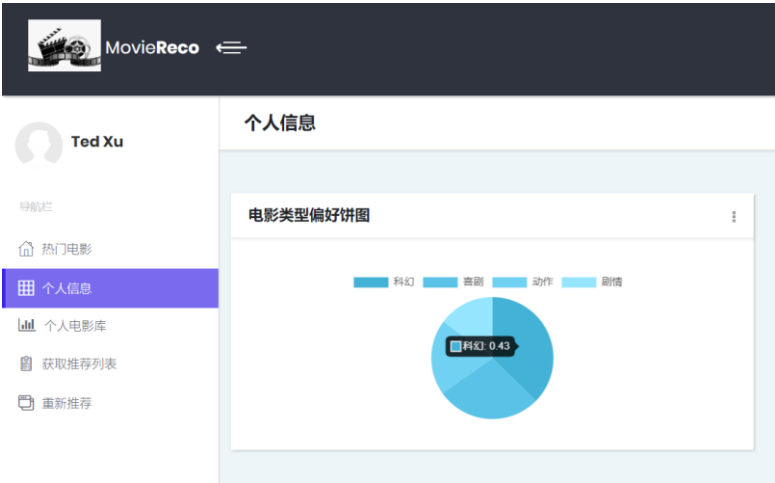 MovieReco
个人信息
Ted Xu
导航栏
电影类型偏好饼图
热门电影
科幻 喜剧 动作 剧情
个人信息
个人电影库
科幻: 0.43
获取推荐列表
重新推荐